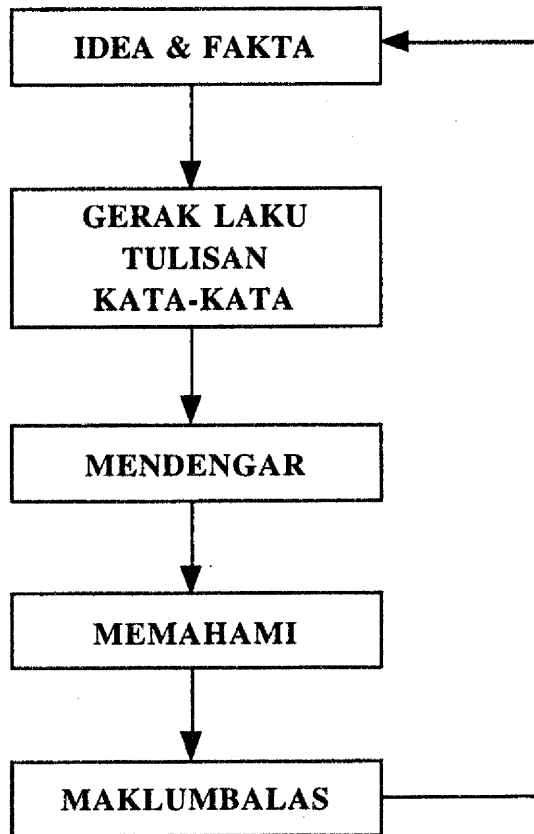 IDEA & FAKTA
GERAK LAKU
TULISAN
KATA-KATA
MENDENGAR
MEMAHAMI
MAKLUMBALAS